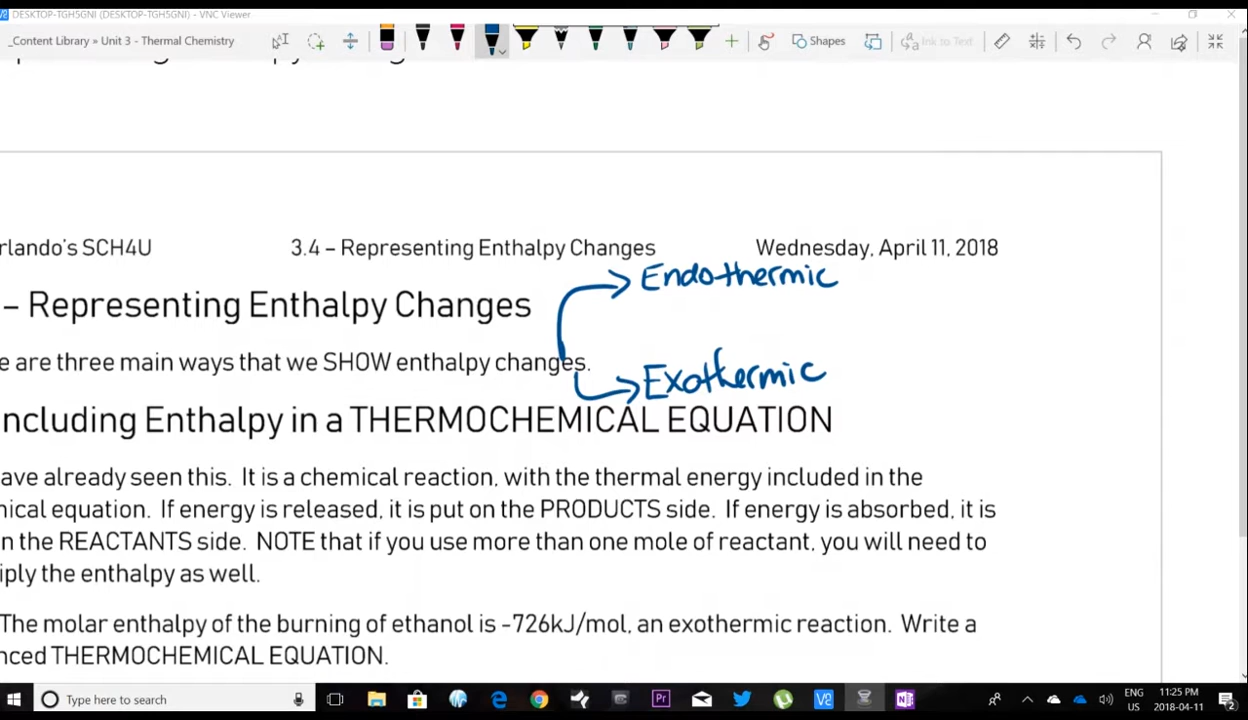 DESKTOP-TGH5GNI (DESKTOP-TGH5GNI) - VNC Viewer
_Content Library » Unit 3 - Thermal Chemistry
Shapes
Ink to Text
rlando's SCH4U 3.4 – Representing Enthalpy Changes Wednesday, April 11, 2018
Endothermic
– Representing Enthalpy Changes
e are three main ways that we SHOW enthalpy changes.
Exothermic
ncluding Enthalpy in a THERMOCHEMICAL EQUATION
ave already seen this. It is a chemical reaction, with the thermal energy included in the
nical equation. If energy is released, it is put on the PRODUCTS side. If energy is absorbed, it is
n the REACTANTS side. NOTE that if you use more than one mole of reactant, you will need to
iply the enthalpy as well.
The molar enthalpy of the burning of ethanol is -726kJ/mol, an exothermic reaction. Write a
nced THERMOCHEMICAL EQUATION.
Type here to search
ENG 11:25 PM
US 2018-04-11